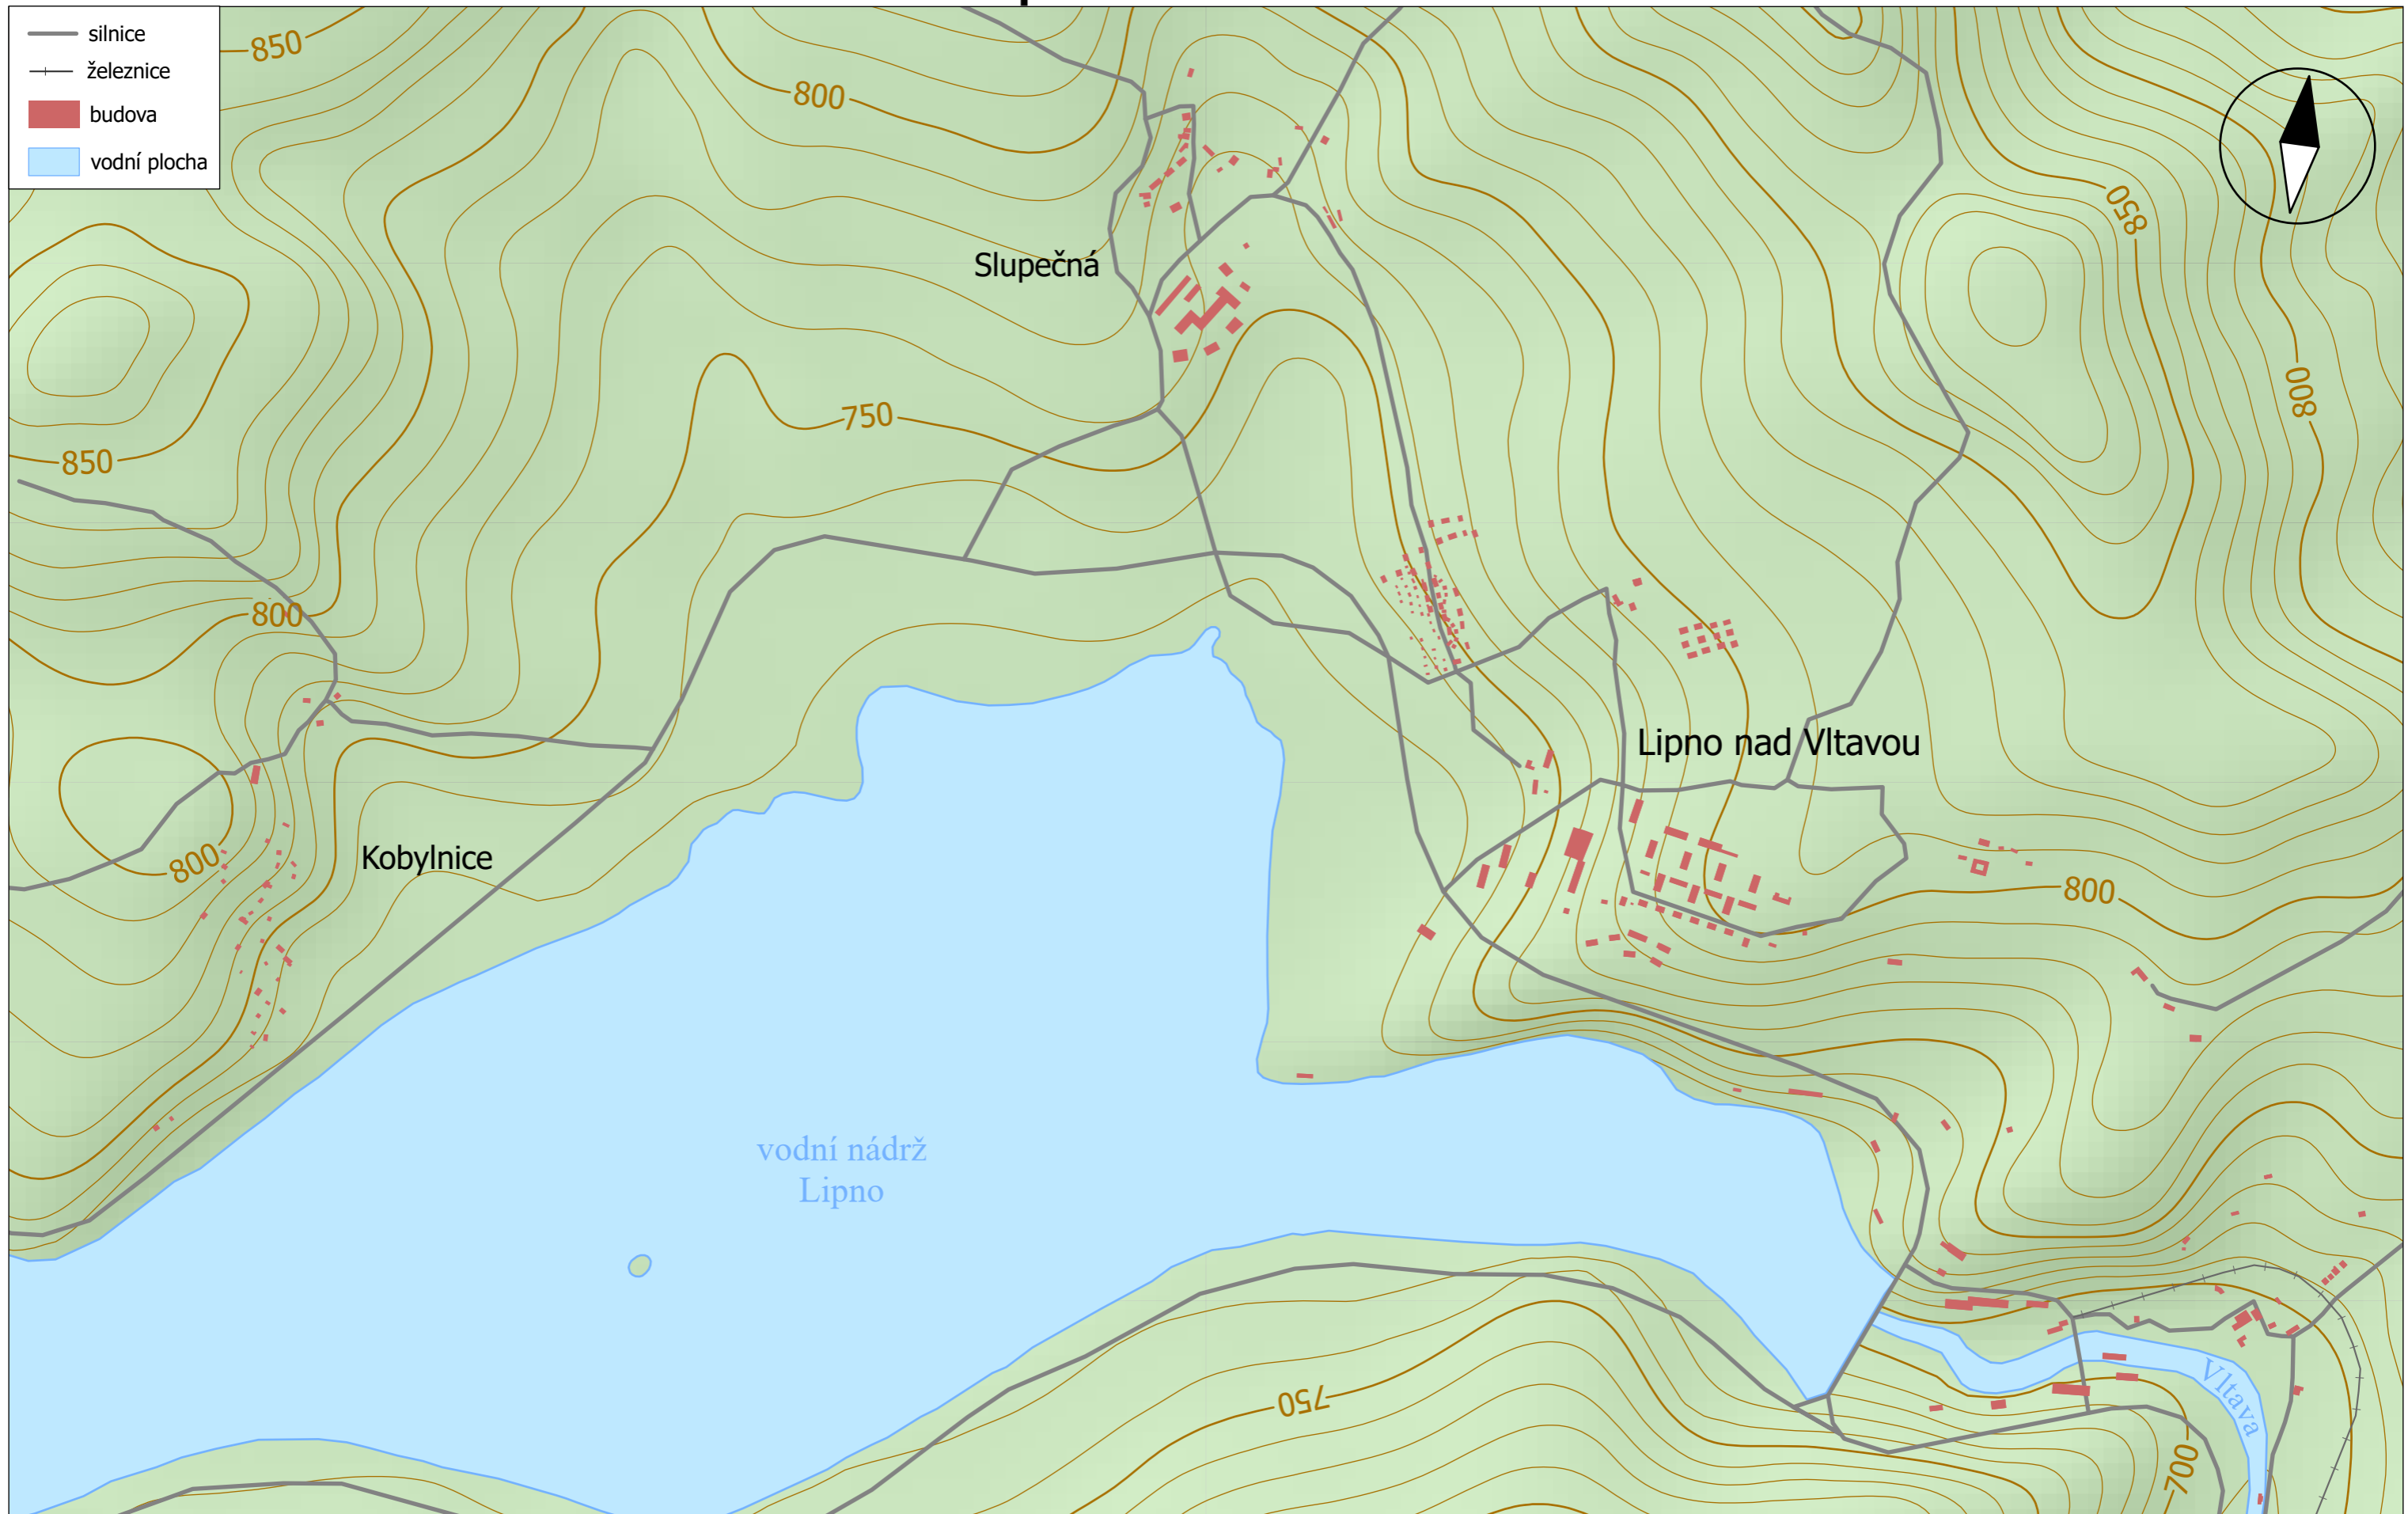 silnice
železnice
budova
vodní plocha
850
800
850
Slupečná
800
750
850
800
Lipno nad Vltavou
Kobylnice
800
800
vodní nádrž
Lipno
750
Vltava
700